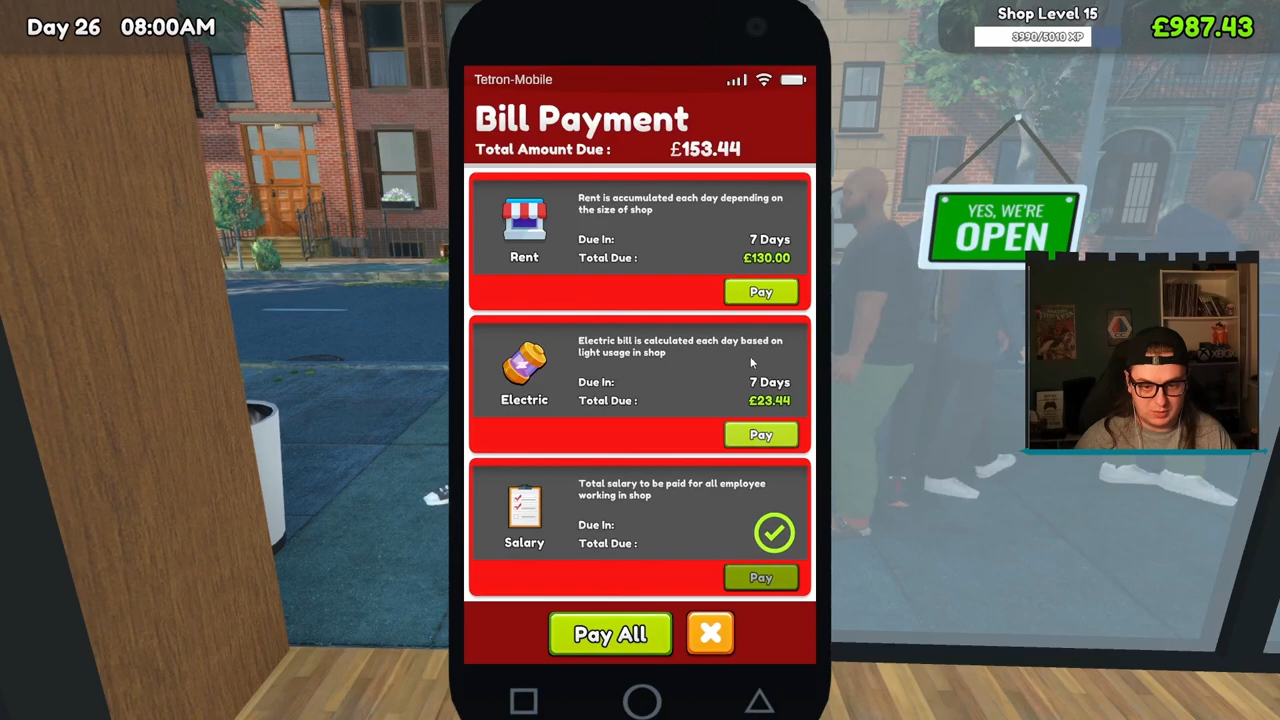 Day 26 08:00AM
Shop Level 15
3990/5010 XP
£987.43
Tetron-Mobile
Bill Payment
Total Amount Due : £153.44
Rent is accumulated each day depending on
the size of shop
Due In: 7 Days
Total Due : £130.00
Rent
Pay
Electric bill is calculated each day based on
light usage in shop
Due In: 7 Days
Total Due : £23.44
Electric
Pay
Total salary to be paid for all employee
working in shop
Due In:
Total Due :
Salary
Pay
Pay All
YES, WE'RE
OPEN